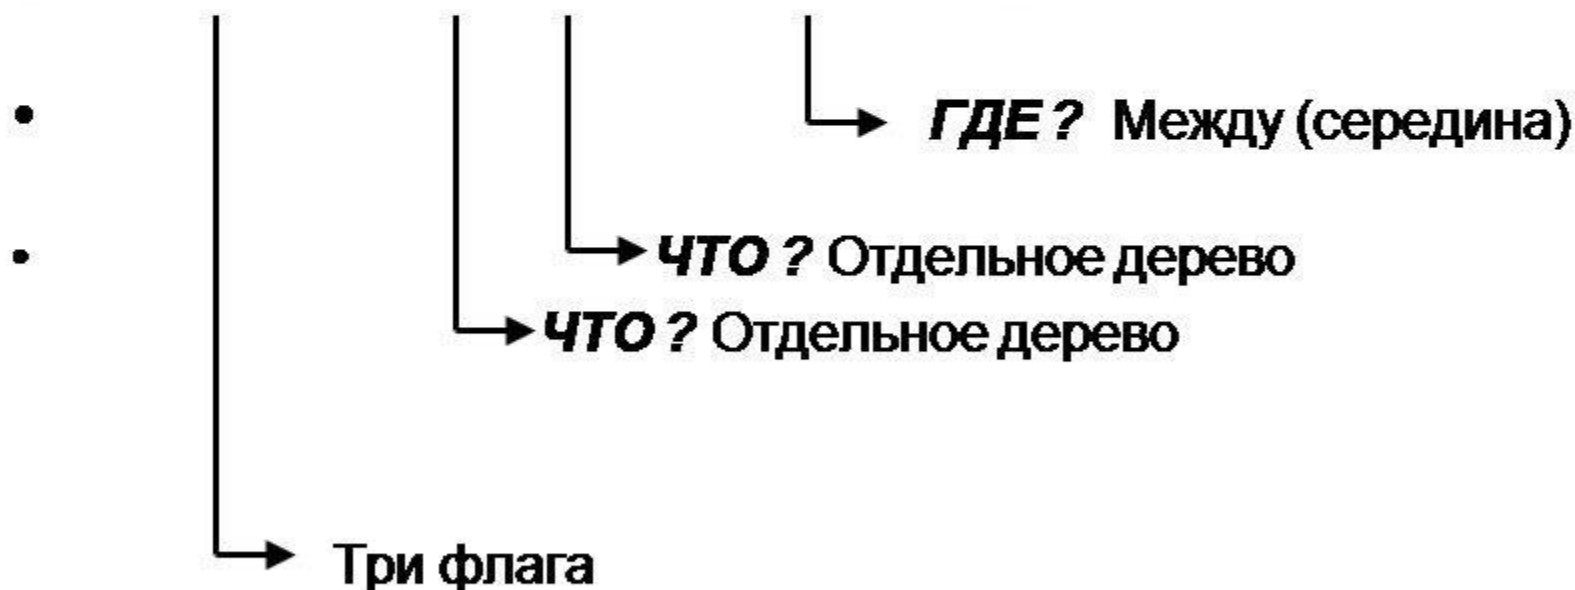 ГДЕ ? Между (середина)
ЧТО ? Отдельное дерево
ЧТО ? Отдельное дерево
Три флага